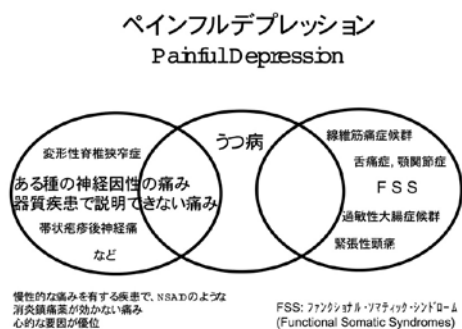 ペインフルデプレッション
Painful Depression
変形性脊椎狭窄症
ある種の神経因性の痛み
器質疾患で説明できない痛み
帯状疱疹後神経痛
など
うつ病
線維筋痛症候群
舌痛症，顎関節症
FSS
過敏性大腸症候群
緊張性頭痛
慢性的な痛みを有する疾患で、NSAIDのような
消炎鎮痛薬が効かない痛み
心的な要因が優位
FSS: ファンクショナル・ソマティック・シンドローム
(Functional Somatic Syndromes)